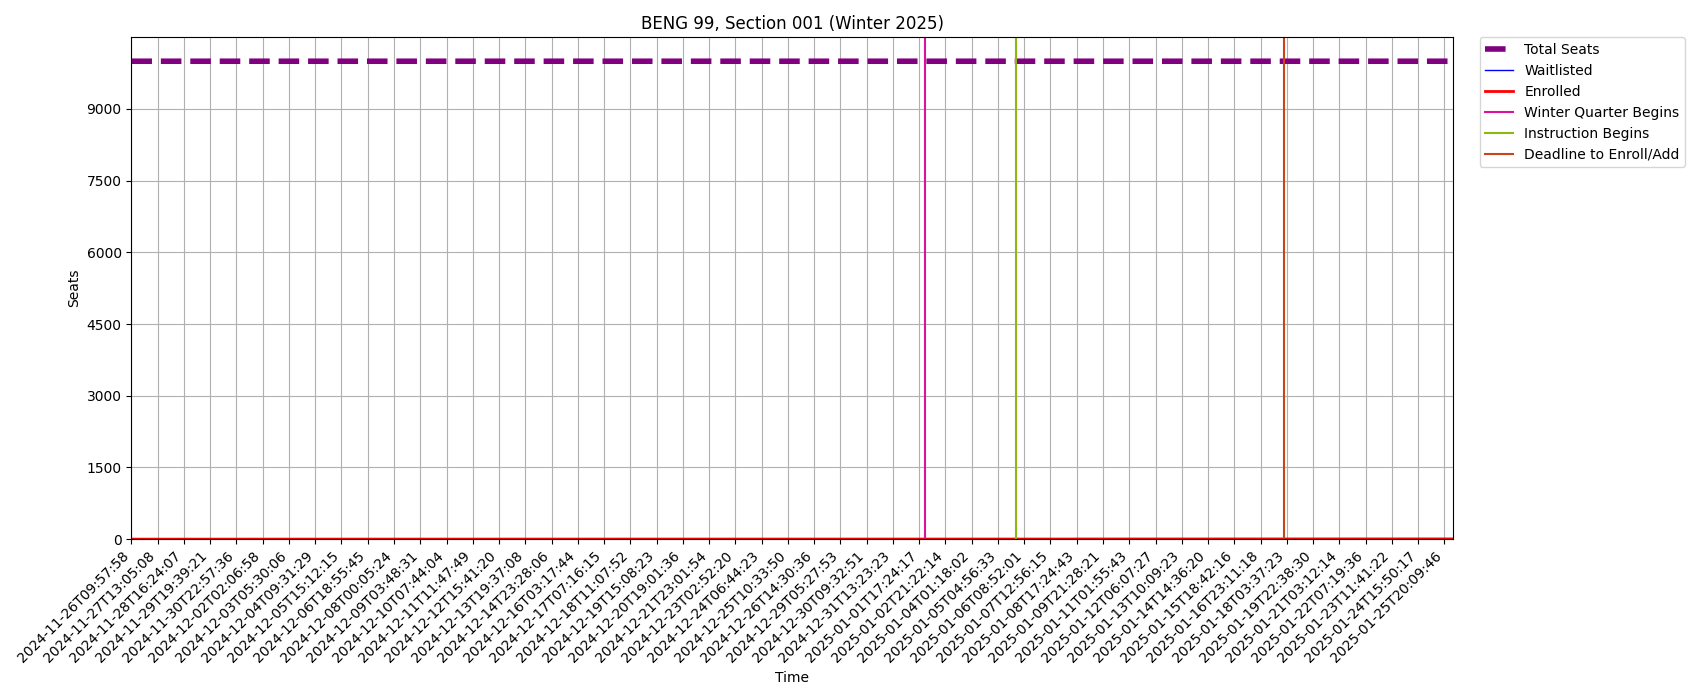 BENG 99, Section 001 (Winter 2025)
Total Seats
Waitlisted
Enrolled
Winter Quarter Begins
Instruction Begins
Deadline to Enroll/Add
Seats
9000
7500
6000
4500
3000
1500
0
2024-11-26T09:57:58
2024-11-27T13:05:08
2024-11-28T16:24:07
2024-11-29T19:39:21
2024-11-30T22:57:36
2024-12-02T02:06:58
2024-12-03T05:30:06
2024-12-04T09:31:29
2024-12-05T15:12:15
2024-12-06T18:55:45
2024-12-08T00:05:24
2024-12-09T03:48:31
2024-12-10T07:44:04
2024-12-11T11:47:49
2024-12-12T15:41:20
2024-12-13T19:37:08
2024-12-14T23:28:06
2024-12-16T03:17:44
2024-12-17T07:16:15
2024-12-18T11:07:52
2024-12-19T15:08:23
2024-12-20T19:01:36
2024-12-21T23:01:54
2024-12-23T02:52:20
2024-12-24T06:44:23
2024-12-25T10:33:50
2024-12-26T14:30:36
2024-12-29T05:27:53
2024-12-30T09:32:51
2024-12-31T13:23:23
2025-01-01T17:24:17
2025-01-02T21:22:14
2025-01-04T01:18:02
2025-01-05T04:56:33
2025-01-06T08:52:01
2025-01-07T12:56:15
2025-01-08T17:24:43
2025-01-09T21:28:21
2025-01-11T01:55:43
2025-01-12T06:07:27
2025-01-13T10:09:23
2025-01-14T14:36:20
2025-01-15T18:42:16
2025-01-16T23:11:18
2025-01-18T03:37:23
2025-01-19T22:38:30
2025-01-21T03:12:14
2025-01-22T07:19:36
2025-01-23T11:41:22
2025-01-24T15:50:17
2025-01-25T20:09:46
Time